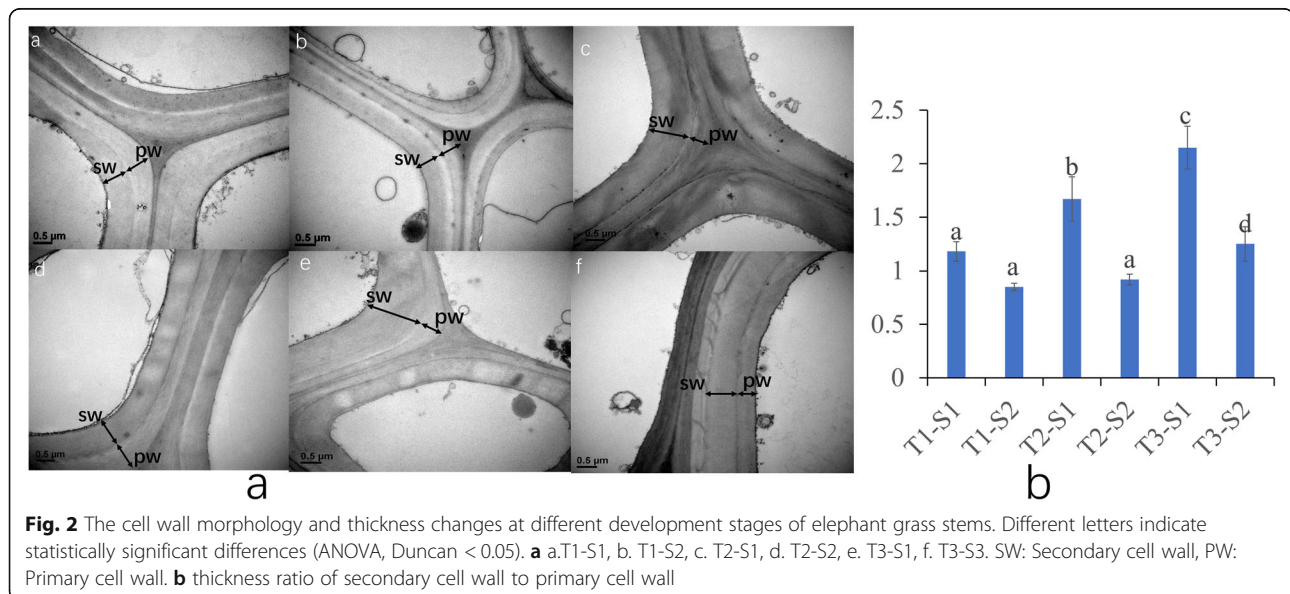 a
sw
pw
0.5 µm
b
sw
pw
0.5 µm
c
sw
pw
0.5 µm
d
sw
pw
0.5 µm
e
sw
pw
0.5 µm
f
sw
pw
0.5 µm
a
2.5
2
1.5
1
0.5
0
a
a
b
a
c
d
T1-S1
T1-S2
T2-S1
T2-S2
T3-S1
T3-S2
b
Fig. 2 The cell wall morphology and thickness changes at different development stages of elephant grass stems. Different letters indicate
statistically significant differences (ANOVA, Duncan < 0.05). a a.T1-S1, b. T1-S2, c. T2-S1, d. T2-S2, e. T3-S1, f. T3-S3. SW: Secondary cell wall, PW:
Primary cell wall. b thickness ratio of secondary cell wall to primary cell wall